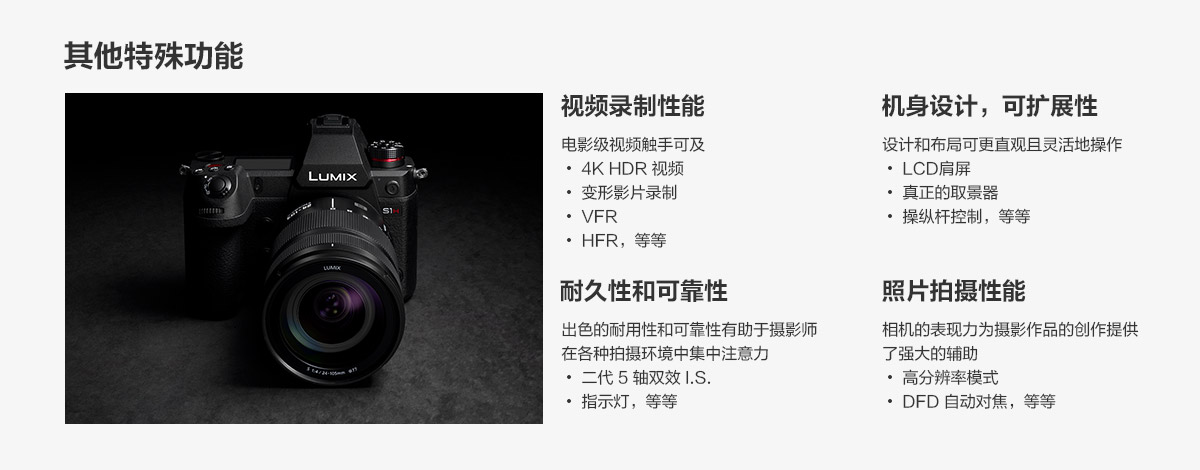 其他特殊功能
LUMIX
S1H
LUMIX
S 1:4 / 24-105mm ø77
视频录制性能
电影级视频触手可及
• 4K HDR 视频
• 变形影片录制
• VFR
• HFR，等等
机身设计，可扩展性
设计和布局可更直观且灵活地操作
• LCD肩屏
• 真正的取景器
• 操纵杆控制，等等
耐久性和可靠性
出色的耐用性和可靠性有助于摄影师
在各种拍摄环境中集中注意力
• 二代 5 轴双效 I.S.
• 指示灯，等等
照片拍摄性能
相机的表现力为摄影作品的创作提供
了强大的辅助
• 高分辨率模式
• DFD 自动对焦，等等